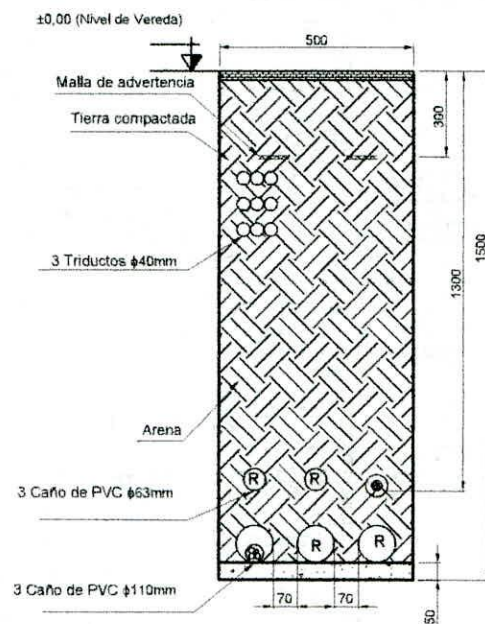 ±0,00 (Nivel de Vereda)
500
Malla de advertencia
Tierra compactada
390
3 Triductos ϕ40mm
1300
1500
Arena
R R
3 Caño de PVC ϕ63mm
R R
3 Caño de PVC ϕ110mm
70 70
50